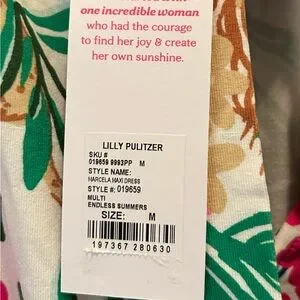 one incredible woman
who had the courage
to find her joy & create
her own sunshine.
LILLY PULITZER
SKU #
019659 9993PP M
STYLE NAME:
MARCELA MAXI DRESS
STYLE #: 019659
MULTI
ENDLESS SUMMERS
SIZE: M
197367 280630